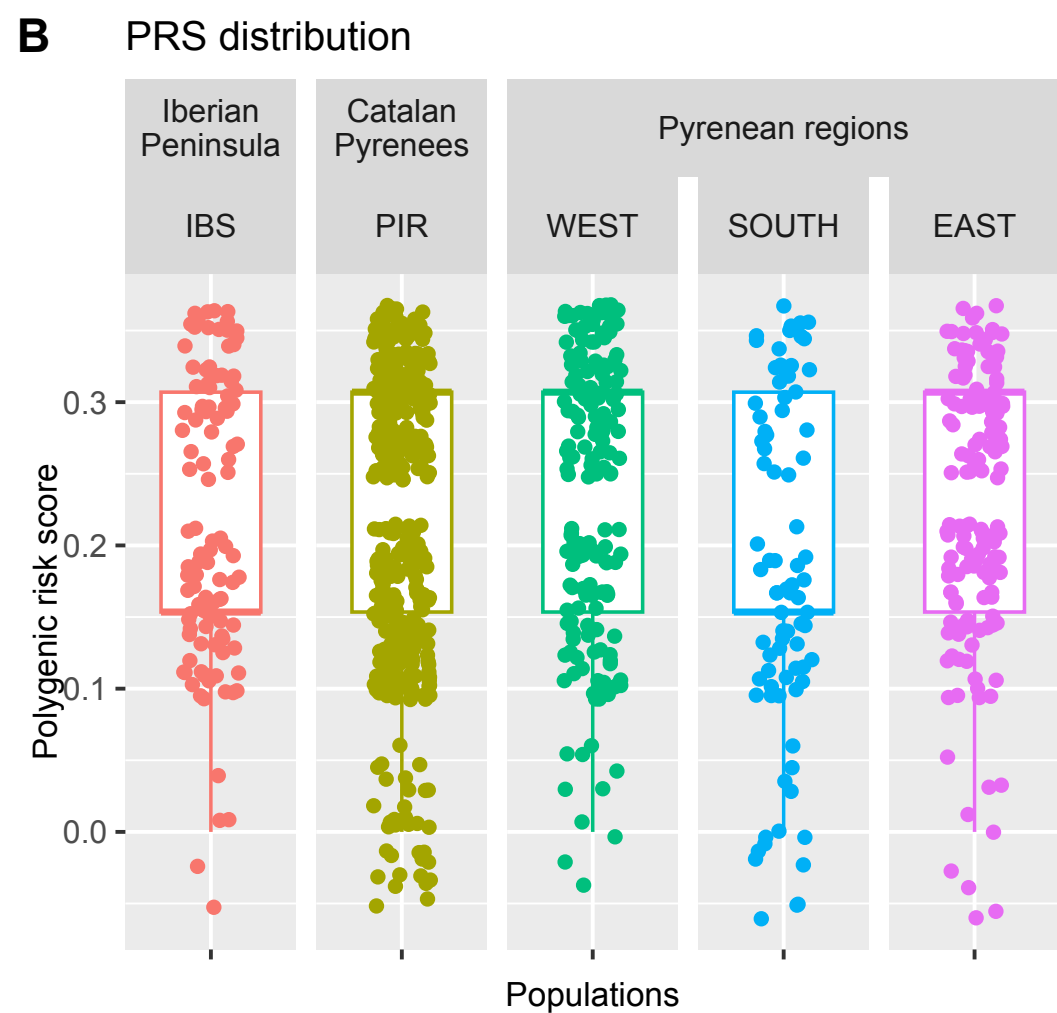 B PRS distribution
Iberian
Peninsula
Catalan
Pyrenees
Pyrenean regions
IBS
PIR
WEST
SOUTH
EAST
Polygenic risk score
0.3
0.2
0.1
0.0
Populations